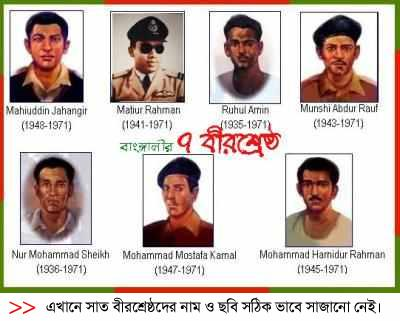 Mahiuddin Jahangir
(1948-1971)
Matiur Rahman
(1941-1971)
Ruhul Amin
(1935-1971)
Munshi Abdur Rauf
(1943-1971)
বাংঙ্গালীর ৭ বীরশ্রেষ্ঠ
Nur Mohammad Sheikh
(1936-1971)
Mohammad Mostafa Kamal
(1947-1971)
Mohammad Hamidur Rahman
(1945-1971)
>> এখানে সাত বীরশ্রেষ্ঠদের নাম ও ছবি সঠিক ভাবে সাজানো নেই।